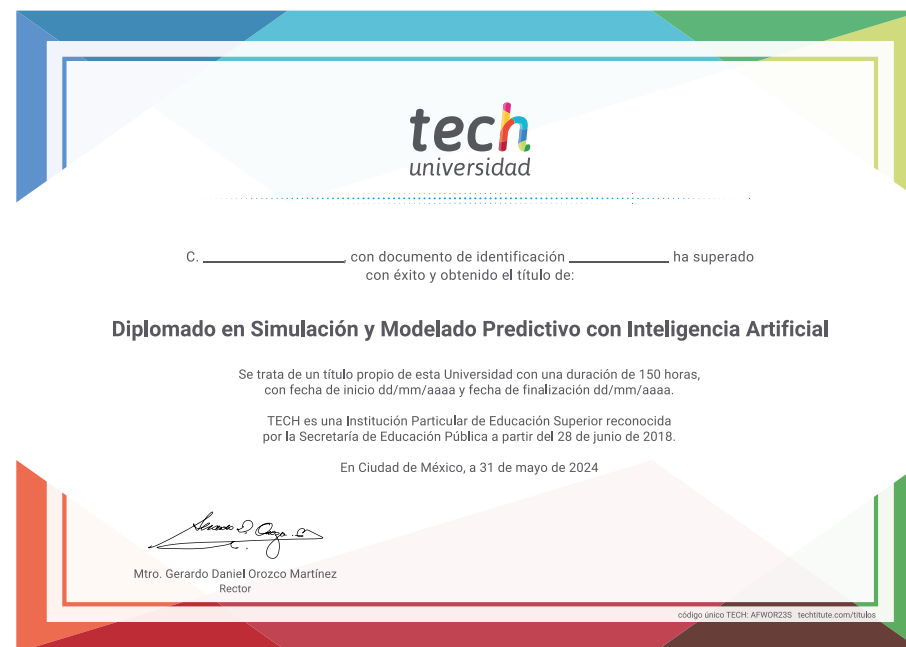 tech
universidad
C. ____________, con documento de identificación ____________ ha superado
con éxito y obtenido el título de:
Diplomado en Simulación y Modelado Predictivo con Inteligencia Artificial
Se trata de un título propio de esta Universidad con una duración de 150 horas,
con fecha de inicio dd/mm/aaaa y fecha de finalización dd/mm/aaaa.
TECH es una Institución Particular de Educación Superior reconocida
por la Secretaría de Educación Pública a partir del 28 de junio de 2018.
En Ciudad de México, a 31 de mayo de 2024
Mtro. Gerardo Daniel Orozco Martínez
Rector
código único TECH: AFWOR23S techtitute.com/titulos